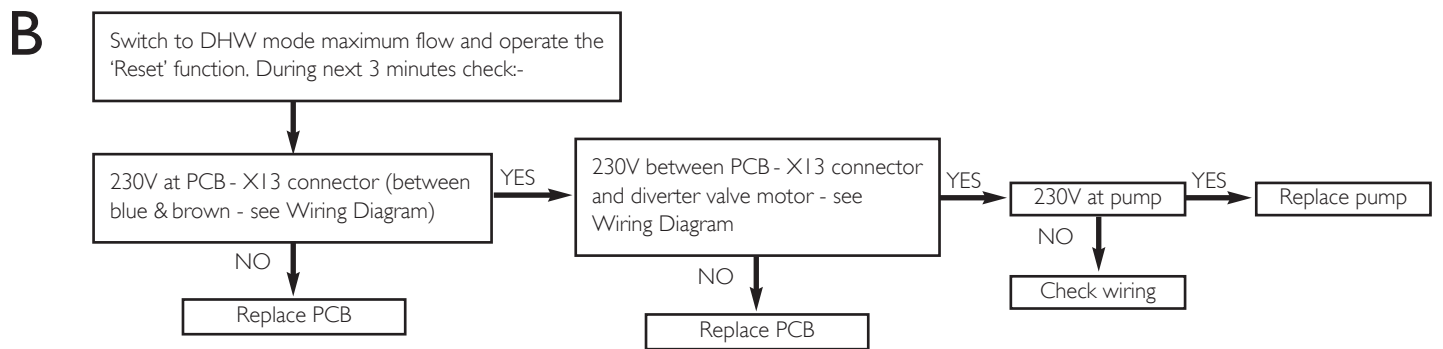 B
Switch to DHW mode maximum flow and operate the
'Reset' function. During next 3 minutes check:-
230V at PCB - X13 connector (between
blue & brown - see Wiring Diagram)
YES
230V between PCB - X13 connector
and diverter valve motor - see
Wiring Diagram
YES
230V at pump
YES
Replace pump
NO
Replace PCB
NO
Replace PCB
NO
Check wiring